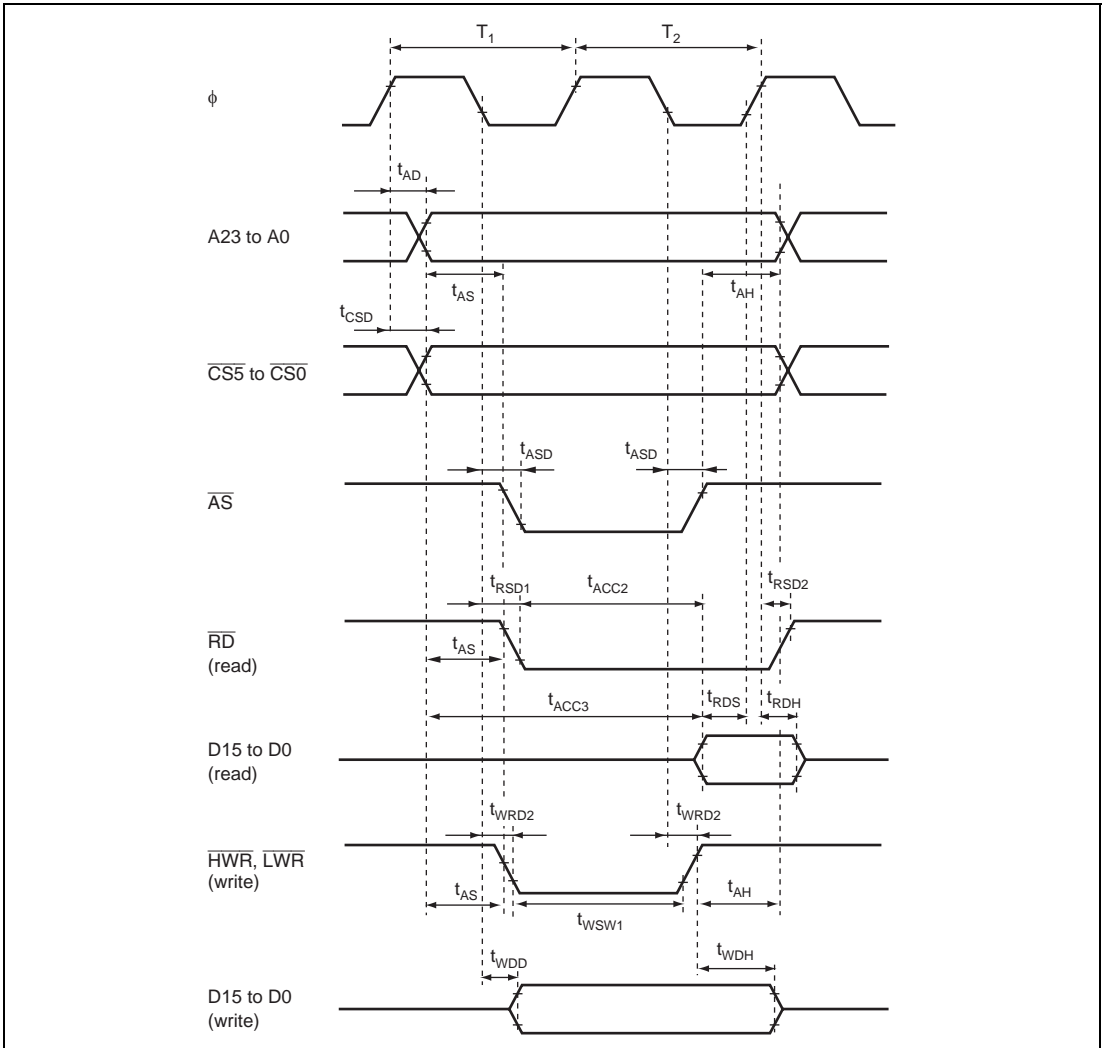 T1 T2
φ
tAD
A23 to A0
tAS tAH
tCSD
CS5 to CS0
tASD tASD
AS
tRSD1 tACC2 tRSD2
RD
(read)
tAS
tACC3 tRDS tRDH
D15 to D0
(read)
tWRD2 tWRD2
HWR, LWR
(write)
tAS tWSW1 tAH
tWDD tWDH
D15 to D0
(write)